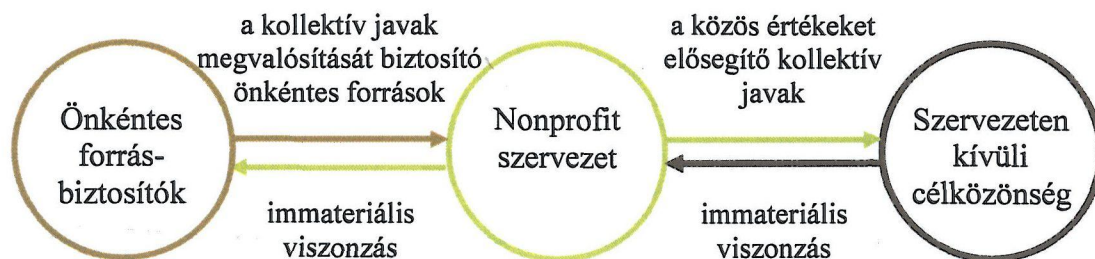 a kollektív javak
megvalósítását biztosító
önkéntes források
a közös értékeket
elősegítő kollektív
javak
Önkéntes
forrás-
biztosítók
Nonprofit
szervezet
Szervezeten
kívüli
célközönség
immateriális
viszonzás
immateriális
viszonzás